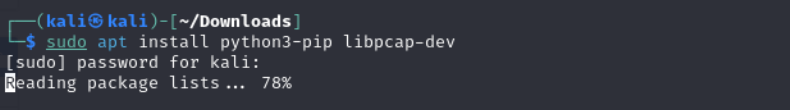 ┌──(kali㉿kali)-[~/Downloads]
└─$ sudo apt install python3-pip libpcap-dev
[sudo] password for kali:
Reading package lists... 78%